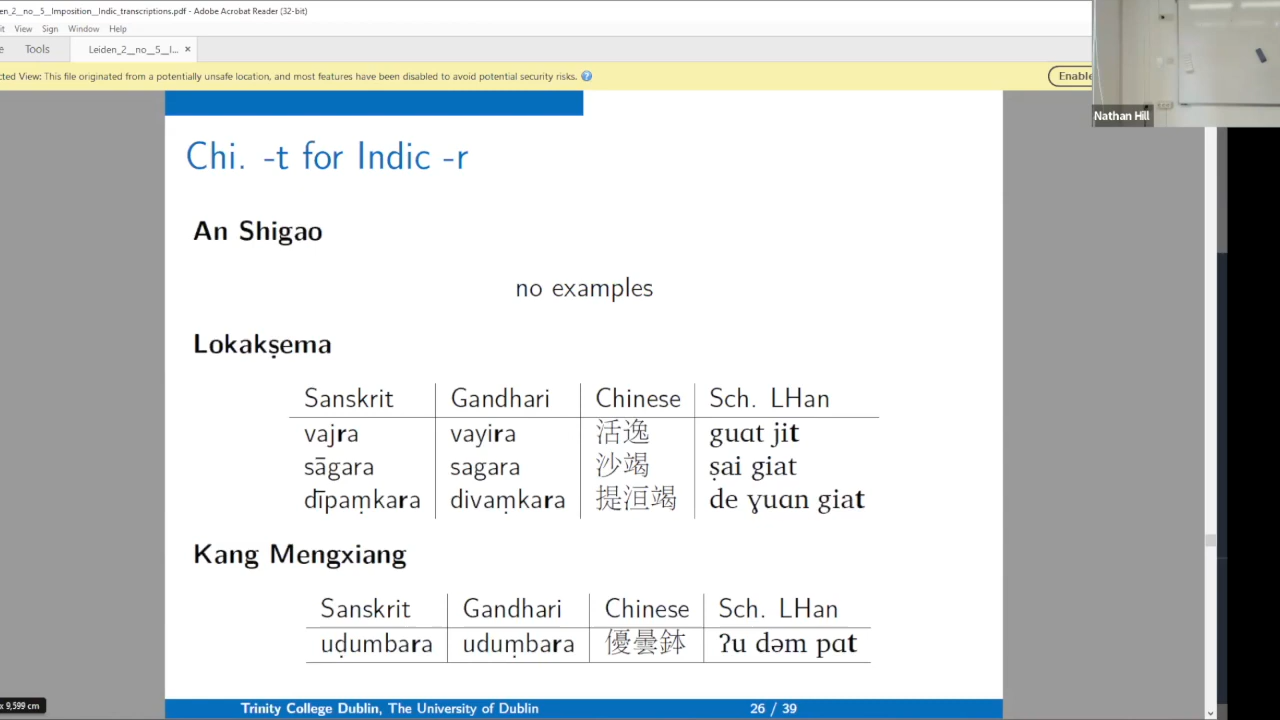 en_2__no__5__Imposition__Indic_transcriptions.pdf - Adobe Acrobat Reader (32-bit)
View Sign Window Help
Tools Leiden_2__no__5__I... ×
cted View: This file originated from a potentially unsafe location, and most features have been disabled to avoid potential security risks. ? Enable
Nathan Hill
Chi. -t for Indic -r
An Shigao
no examples
Lokakṣema
Sanskrit Gandhari Chinese Sch. LHan
vajra vayira 活逸 guɑt jit
sāgara sagara 沙竭 ṣai giat
dīpaṃkara divaṃkara 提洹竭 de ɣuɑn giat
Kang Mengxiang
Sanskrit Gandhari Chinese Sch. LHan
uḍumbara uduṃbara 優曇鉢 ʔu dəm pɑt
x 9,599 cm
Trinity College Dublin, The University of Dublin 26 / 39